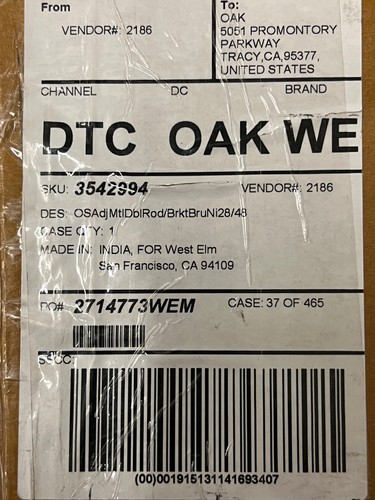 From
VENDOR#: 2186
To:
OAK
5051 PROMONTORY
PARKWAY
TRACY,CA,95377,
UNITED STATES
CHANNEL DC BRAND
DTC OAK WE
SKU: 3542994 VENDOR#: 2186
DES: OSAdjMtlDblRod/BrktBruNi28/48
CASE QTY: 1
MADE IN: INDIA, FOR West Elm
San Francisco, CA 94109
PO# 2714773WEM CASE: 37 OF 465
SSCC:
(00)001915131141693407